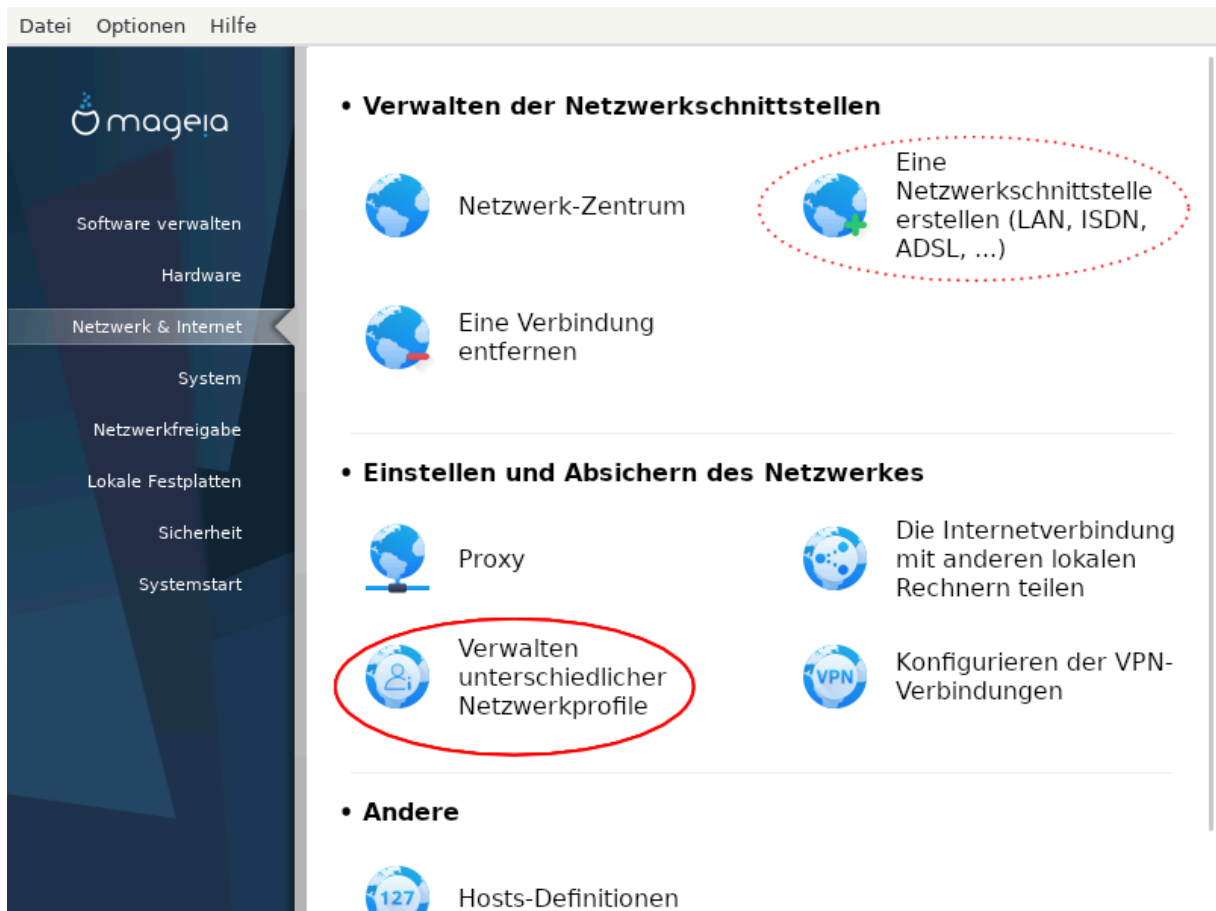 Datei Optionen Hilfe
mageia
Software verwalten
Hardware
Netzwerk & Internet
System
Netzwerkfreigabe
Lokale Festplatten
Sicherheit
Systemstart
• Verwalten der Netzwerkschnittstellen
Netzwerk-Zentrum
Eine
Netzwerkschnittstelle
erstellen (LAN, ISDN,
ADSL, ...)
Eine Verbindung
entfernen
• Einstellen und Absichern des Netzwerkes
Proxy
Die Internetverbindung
mit anderen lokalen
Rechnern teilen
Verwalten
unterschiedlicher
Netzwerkprofile
VPN
Konfigurieren der VPN-
Verbindungen
• Andere
127
Hosts-Definitionen